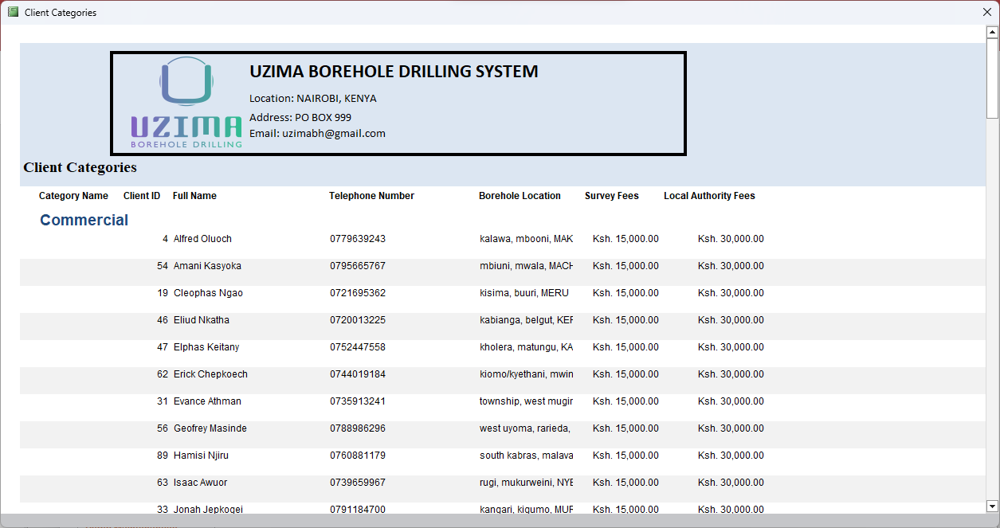 Client Categories
UZIMA
BOREHOLE DRILLING
UZIMA BOREHOLE DRILLING SYSTEM
Location: NAIROBI, KENYA
Address: PO BOX 999
Email: uzimabh@gmail.com
Client Categories
Category Name Client ID Full Name Telephone Number Borehole Location Survey Fees Local Authority Fees
Commercial
4 Alfred Oluoch 0779639243 kalawa, mbooni, MAK Ksh. 15,000.00 Ksh. 30,000.00
54 Amani Kasyoka 0795665767 mbiuni, mwala, MACH Ksh. 15,000.00 Ksh. 30,000.00
19 Cleophas Ngao 0721695362 kisima, buuri, MERU Ksh. 15,000.00 Ksh. 30,000.00
46 Eliud Nkatha 0720013225 kabianga, belgut, KER Ksh. 15,000.00 Ksh. 30,000.00
47 Elphas Keitany 0752447558 kholera, matungu, KA Ksh. 15,000.00 Ksh. 30,000.00
62 Erick Chepkoech 0744019184 kiomo/kyethani, mwin Ksh. 15,000.00 Ksh. 30,000.00
31 Evance Athman 0735913241 township, west mugir Ksh. 15,000.00 Ksh. 30,000.00
56 Geofrey Masinde 0788986296 west uyoma, rarieda, Ksh. 15,000.00 Ksh. 30,000.00
89 Hamisi Njiru 0760881179 south kabras, malava Ksh. 15,000.00 Ksh. 30,000.00
63 Isaac Awuor 0739659967 rugi, mukurweini, NYE Ksh. 15,000.00 Ksh. 30,000.00
33 Jonah Jepkogei 0791184700 kangari, kigumo, MUR Ksh. 15,000.00 Ksh. 30,000.00